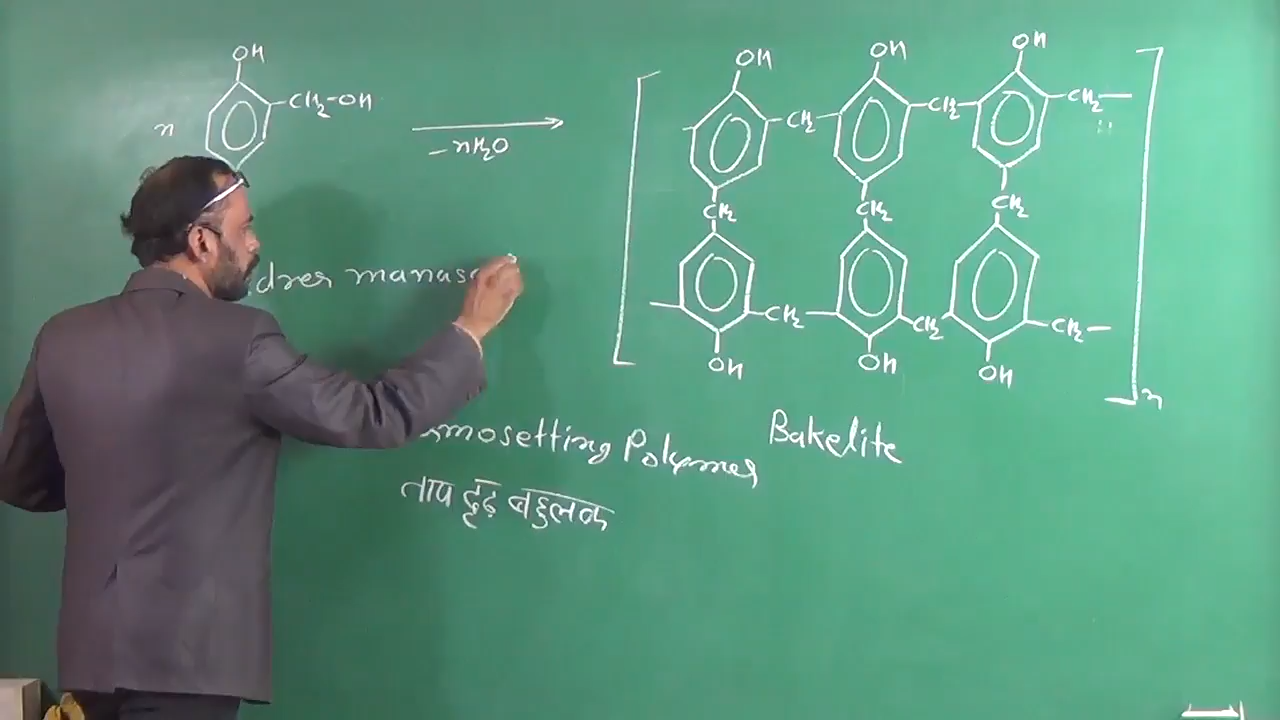 OH
CH2-OH
n
-nH2O
OH OH OH
CH2 CH2 CH2
CH2 CH2 CH2
CH2 CH2 CH2
OH OH OH
n
Bakelite
mosetting Polymer
ताप दृढ़ बहुलक